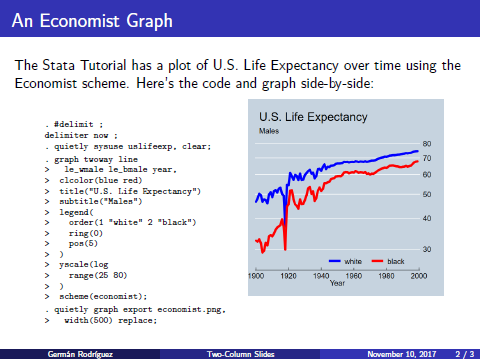 An Economist Graph
The Stata Tutorial has a plot of U.S. Life Expectancy over time using the
Economist scheme. Here's the code and graph side-by-side:
. #delimit ;
delimiter now ;
. quietly sysuse uslifeexp, clear;
. graph twoway line
> le_wmale le_bmale year,
> clcolor(blue red)
> title("U.S. Life Expectancy")
> subtitle("Males")
> legend(
> order(1 "white" 2 "black")
> ring(0)
> pos(5)
> )
> yscale(log
> range(25 80)
> )
> scheme(economist);
. quietly graph export economist.png,
> width(500) replace;
U.S. Life Expectancy
Males
80
70
60
50
40
30
white black
1900 1920 1940 1960 1980 2000
Year
Germán Rodríguez Two-Column Slides November 10, 2017 2 / 3